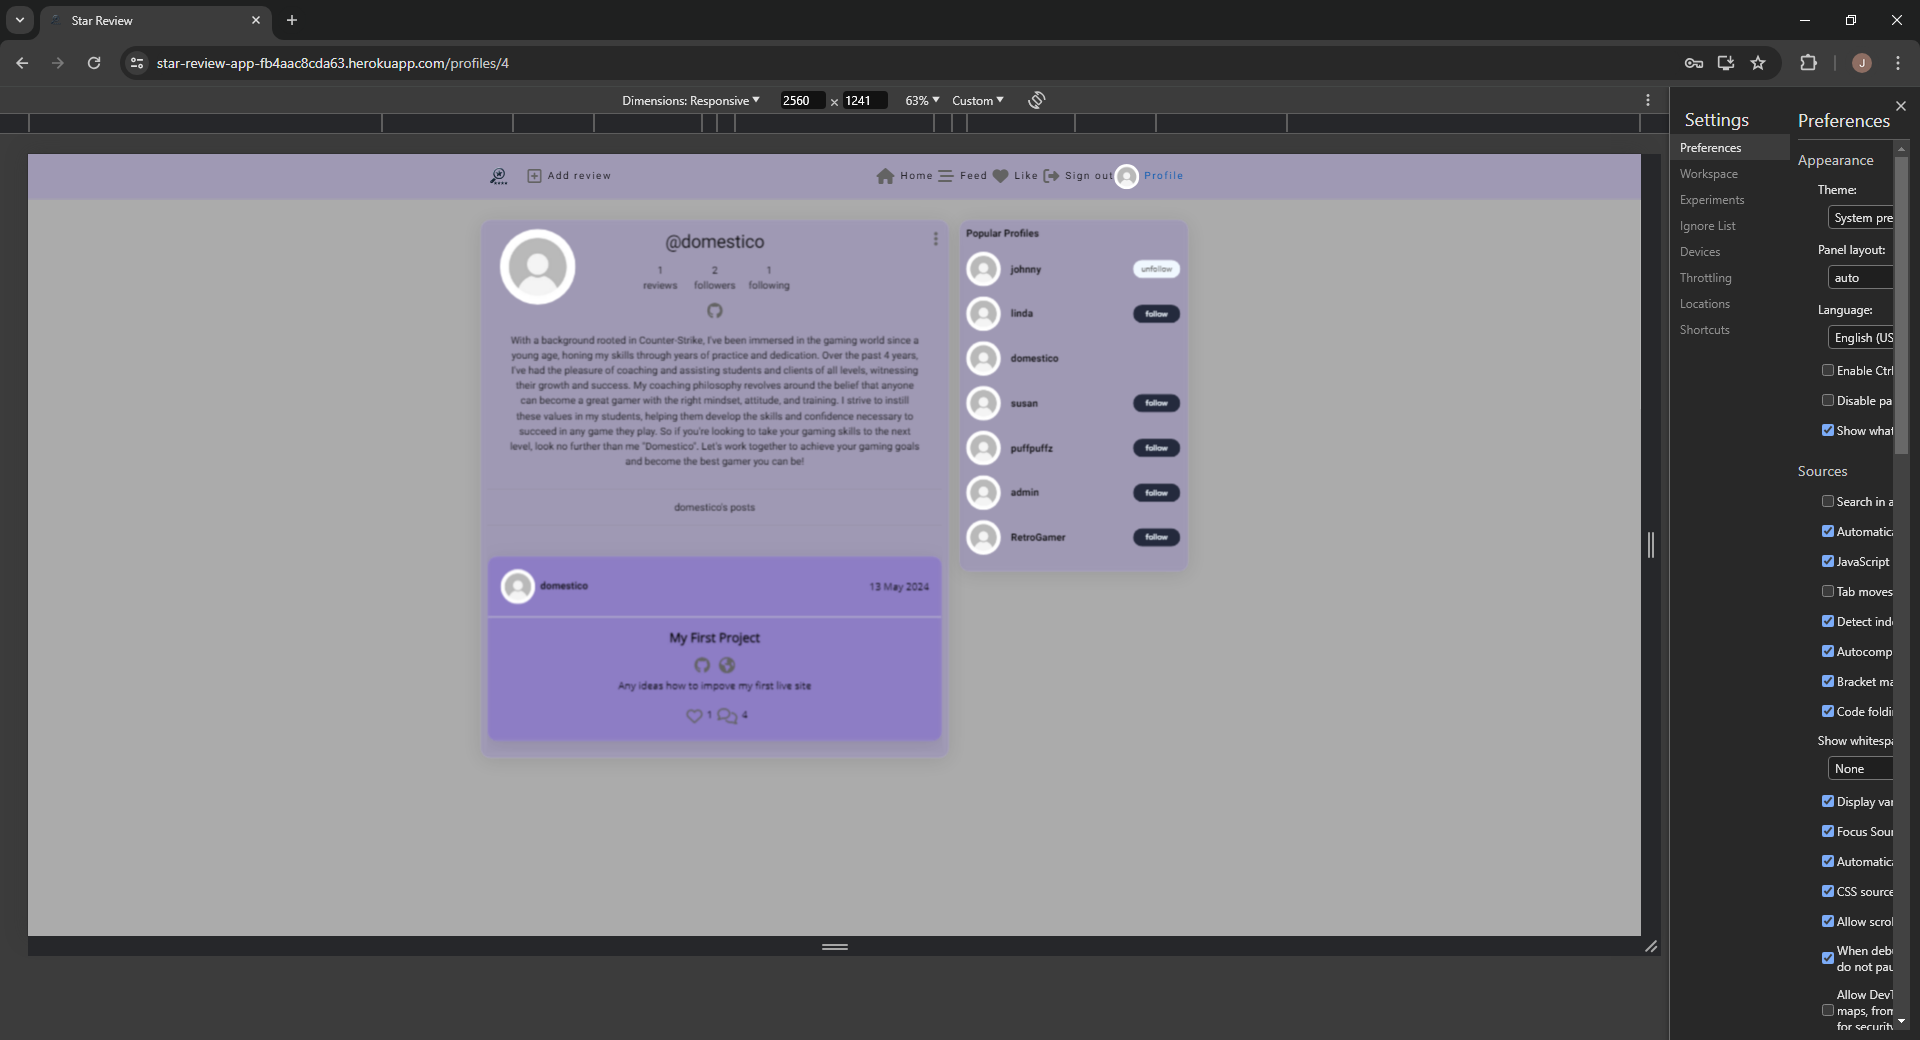 Star Review
star-review-app-fb4aac8cda63.herokuapp.com/profiles/4
J
Dimensions: Responsive 2560 × 1241 63% Custom
Add review
Home Feed Like Sign out Profile
@domestico
1 2 1
reviews followers following
With a background rooted in Counter-Strike, I've been immersed in the gaming world since a
young age, honing my skills through years of practice and dedication. Over the past 4 years,
I've had the pleasure of coaching and assisting students and clients of all levels, witnessing
their growth and success. My coaching philosophy revolves around the belief that anyone
can become a great gamer with the right mindset, attitude, and training. I strive to instill
these values in my students, helping them develop the skills and confidence necessary to
succeed in any game they play. So if you're looking to take your gaming skills to the next
level, look no further than me "Domestico". Let's work together to achieve your gaming goals
and become the best gamer you can be!
domestico's posts
domestico 13 May 2024
My First Project
Any ideas how to impove my first live site
1 4
Popular Profiles
johnny unfollow
linda follow
domestico
susan follow
puffpuffz follow
admin follow
RetroGamer follow
Settings
Preferences
Workspace
Experiments
Ignore List
Devices
Throttling
Locations
Shortcuts
Preferences
Appearance
Theme:
System pre
Panel layout:
auto
Language:
English (US
Enable Ctrl
Disable pa
Show what
Sources
Search in a
Automatica
JavaScript
Tab moves
Detect inde
Autocomp
Bracket ma
Code foldi
Show whitespa
None
Display var
Focus Sour
Automatica
CSS source
Allow scrol
When debu
do not pau
Allow DevT
maps, from
for security